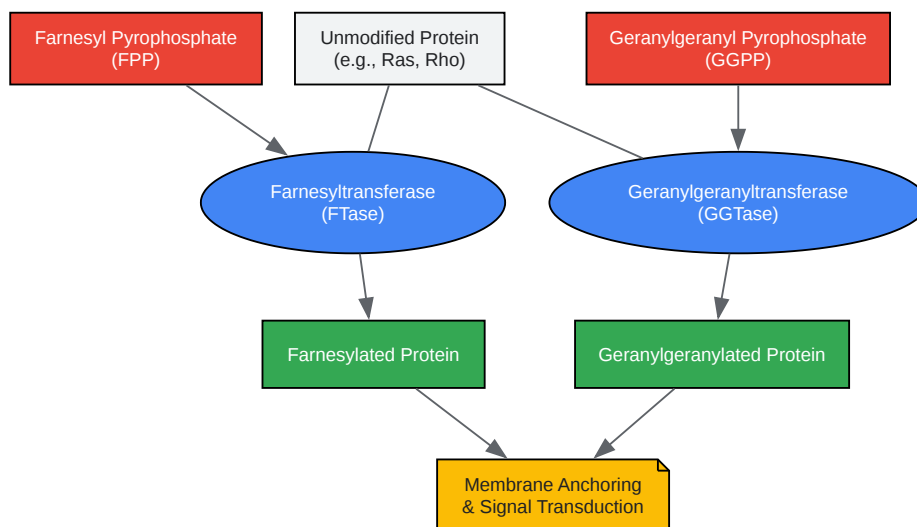 Farnesyl Pyrophosphate
(FPP)
Unmodified Protein
(e.g., Ras, Rho)
Geranylgeranyl Pyrophosphate
(GGPP)
Farnesyltransferase
(FTase)
Geranylgeranyltransferase
(GGTase)
Farnesylated Protein
Geranylgeranylated Protein
Membrane Anchoring
& Signal Transduction